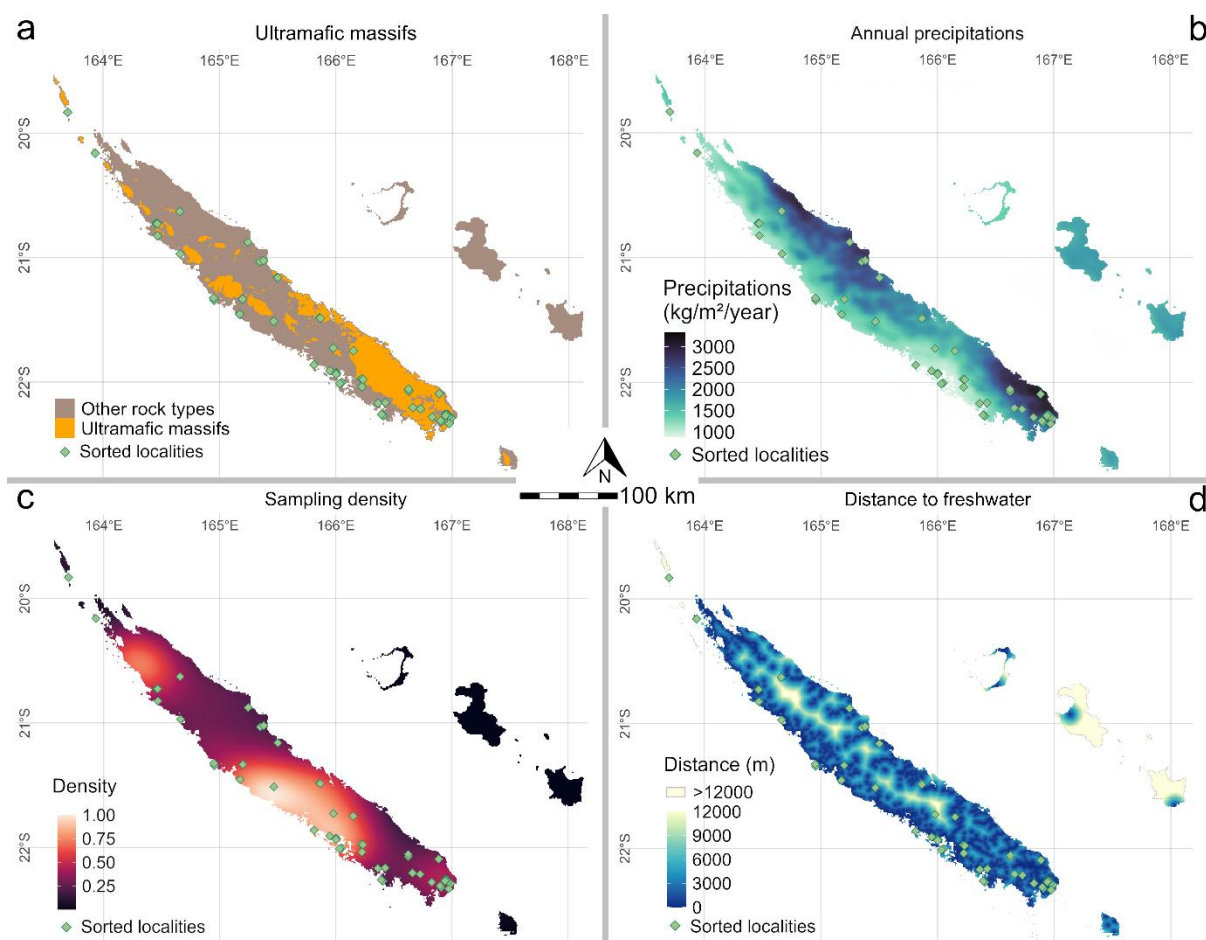 a
Ultramafic massifs
164°E 165°E 166°E 167°E 168°E
20°S
21°S
22°S
Other rock types
Ultramafic massifs
Sorted localities
Annual precipitations
b
164°E 165°E 166°E 167°E 168°E
20°S
21°S
22°S
Precipitations
(kg/m²/year)
3000
2500
2000
1500
1000
Sorted localities
N
100 km
c
Sampling density
164°E 165°E 166°E 167°E 168°E
20°S
21°S
22°S
Density
1.00
0.75
0.50
0.25
Sorted localities
Distance to freshwater
d
164°E 165°E 166°E 167°E 168°E
20°S
21°S
22°S
Distance (m)
>12000
12000
9000
6000
3000
0
Sorted localities